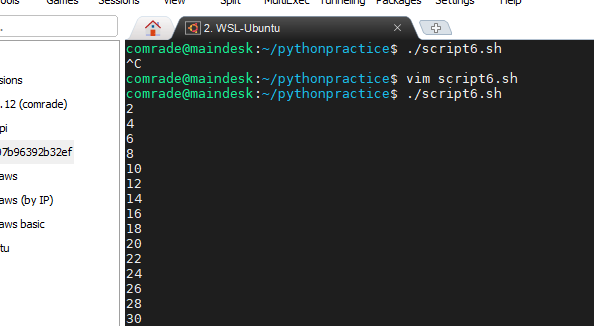 Games Sessions View Split MultiExec Tunneling Packages Settings Help
2. WSL-Ubuntu
comrade@maindesk:~/pythonpractice$ ./script6.sh
^C
comrade@maindesk:~/pythonpractice$ vim script6.sh
comrade@maindesk:~/pythonpractice$ ./script6.sh
2
4
6
8
10
12
14
16
18
20
22
24
26
28
30
ssions
.12 (comrade)
pi
07b96392b32ef
aws
aws (by IP)
aws basic
tu